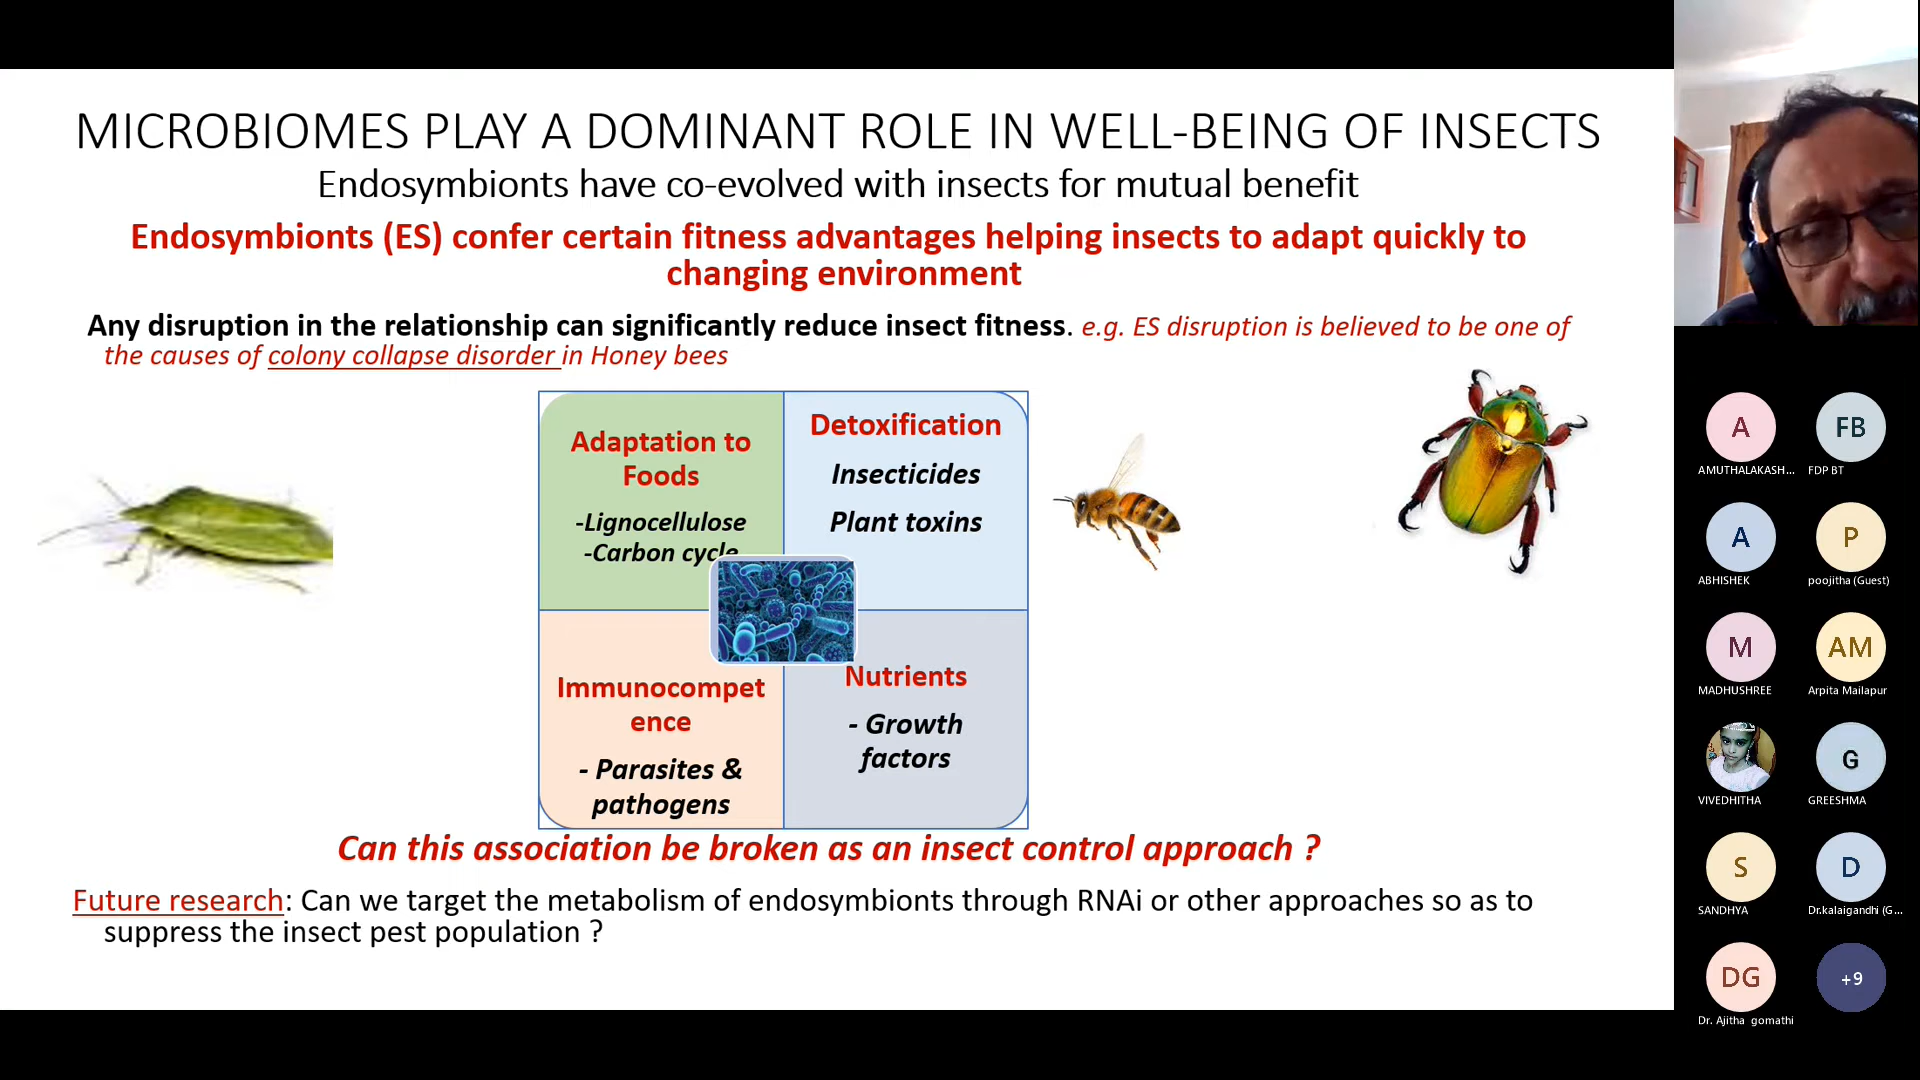 MICROBIOMES PLAY A DOMINANT ROLE IN WELL-BEING OF INSECTS
Endosymbionts have co-evolved with insects for mutual benefit
Endosymbionts (ES) confer certain fitness advantages helping insects to adapt quickly to
changing environment
Any disruption in the relationship can significantly reduce insect fitness. e.g. ES disruption is believed to be one of
the causes of colony collapse disorder in Honey bees
Adaptation to
Foods
-Lignocellulose
-Carbon cycle
Detoxification
Insecticides
Plant toxins
Immunocompet
ence
- Parasites &
pathogens
Nutrients
- Growth
factors
Can this association be broken as an insect control approach ?
Future research: Can we target the metabolism of endosymbionts through RNAi or other approaches so as to
suppress the insect pest population ?
A
AMUTHALAKASH...
FB
FDP BT
A
ABHISHEK
P
poojitha (Guest)
M
MADHUSHREE
AM
Arpita Mailapur
VIVEDHITHA
G
GREESHMA
S
SANDHYA
D
Dr.kalaigandhi (G...
DG
Dr. Ajitha gomathi
+9